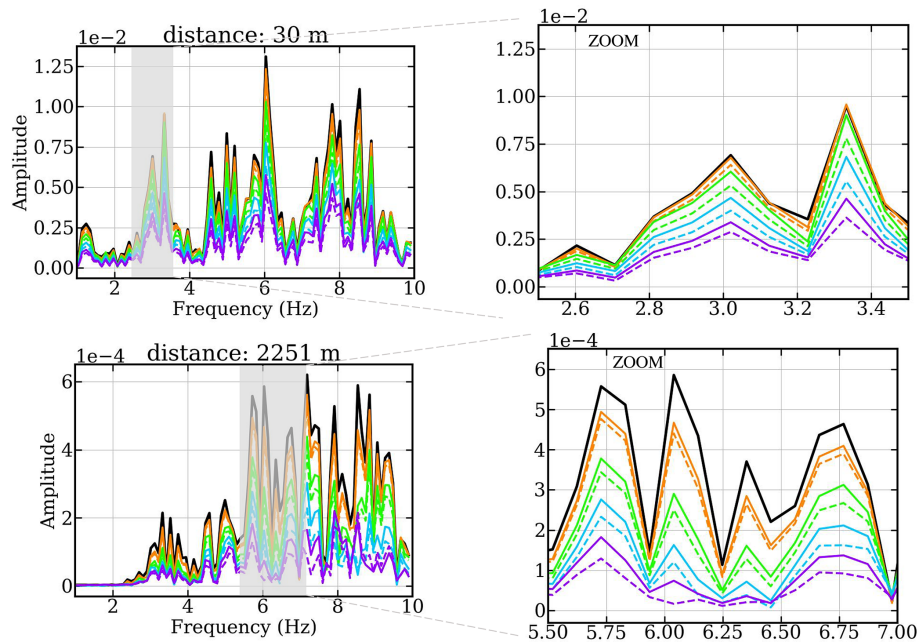 1e−2 distance: 30 m
1.25
1.00
0.75
0.50
0.25
0.00
Amplitude
2 4 6 8 10
Frequency (Hz)
1e−2
ZOOM
1.25
1.00
0.75
0.50
0.25
0.00
2.6 2.8 3.0 3.2 3.4
1e−4 distance: 2251 m
6
4
2
0
Amplitude
2 4 6 8 10
Frequency (Hz)
1e−4
ZOOM
6
5
4
3
2
1
0
5.50 5.75 6.00 6.25 6.50 6.75 7.00